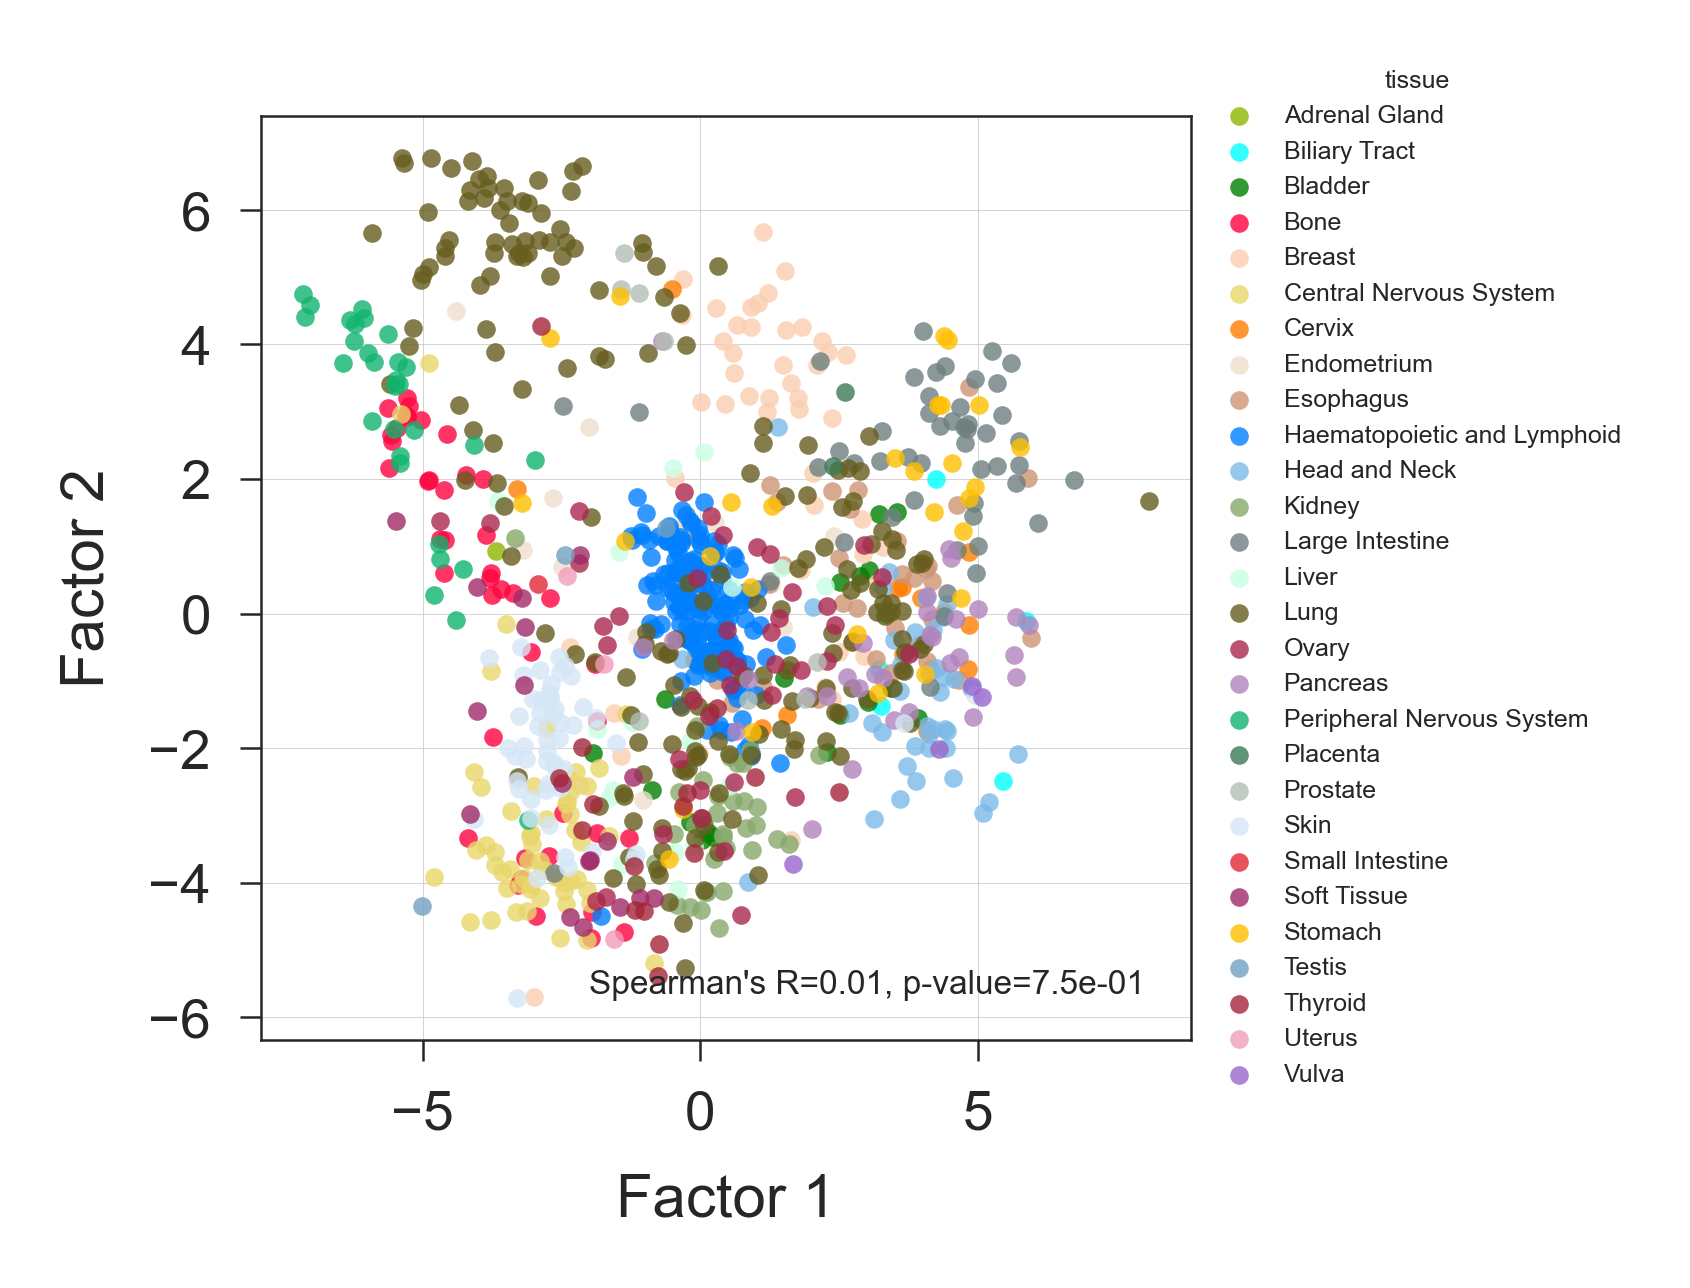 tissue
Adrenal Gland
Biliary Tract
Bladder
Bone
Breast
Central Nervous System
Cervix
Endometrium
Esophagus
Haematopoietic and Lymphoid
Head and Neck
Kidney
Large Intestine
Liver
Lung
Ovary
Pancreas
Peripheral Nervous System
Placenta
Prostate
Skin
Small Intestine
Soft Tissue
Stomach
Testis
Thyroid
Uterus
Vulva
Factor 2
6
4
2
0
−2
−4
−6
Spearman's R=0.01, p-value=7.5e-01
−5 0 5
Factor 1